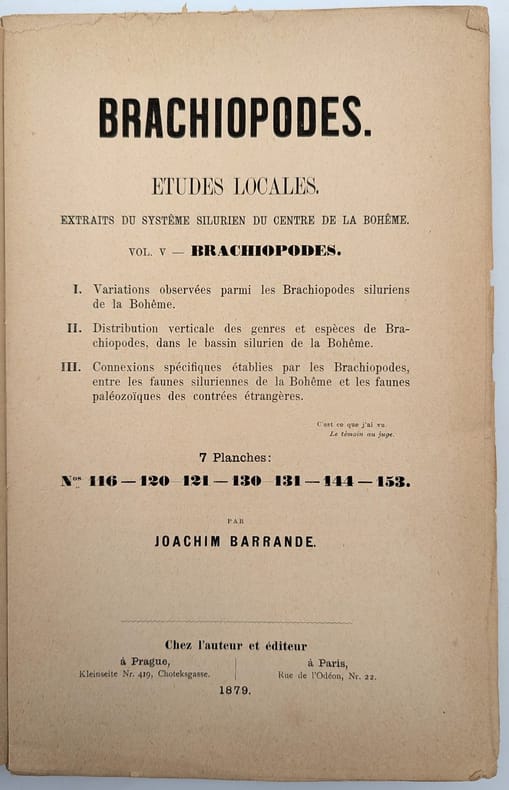 BRACHIOPODES.
ETUDES LOCALES.
EXTRAITS DU SYSTÊME SILURIEN DU CENTRE DE LA BOHÊME.
VOL. V — BRACHIOPODES.
I. Variations observées parmi les Brachiopodes siluriens
de la Bohême.
II. Distribution verticale des genres et espèces de Bra-
chiopodes, dans le bassin silurien de la Bohême.
III. Connexions spécifiques établies par les Brachiopodes,
entre les faunes siluriennes de la Bohême et les faunes
paléozoïques des contrées étrangères.
C'est ce que j'ai vu.
Le témoin au juge.
7 Planches:
Nos 116 — 120 — 121 — 130 — 131 — 144 — 153.
PAR
JOACHIM BARRANDE.
Chez l'auteur et éditeur
à Prague,
Kleinseite Nr. 419, Choteksgasse.
à Paris,
Rue de l'Odéon, Nr. 22.
1879.